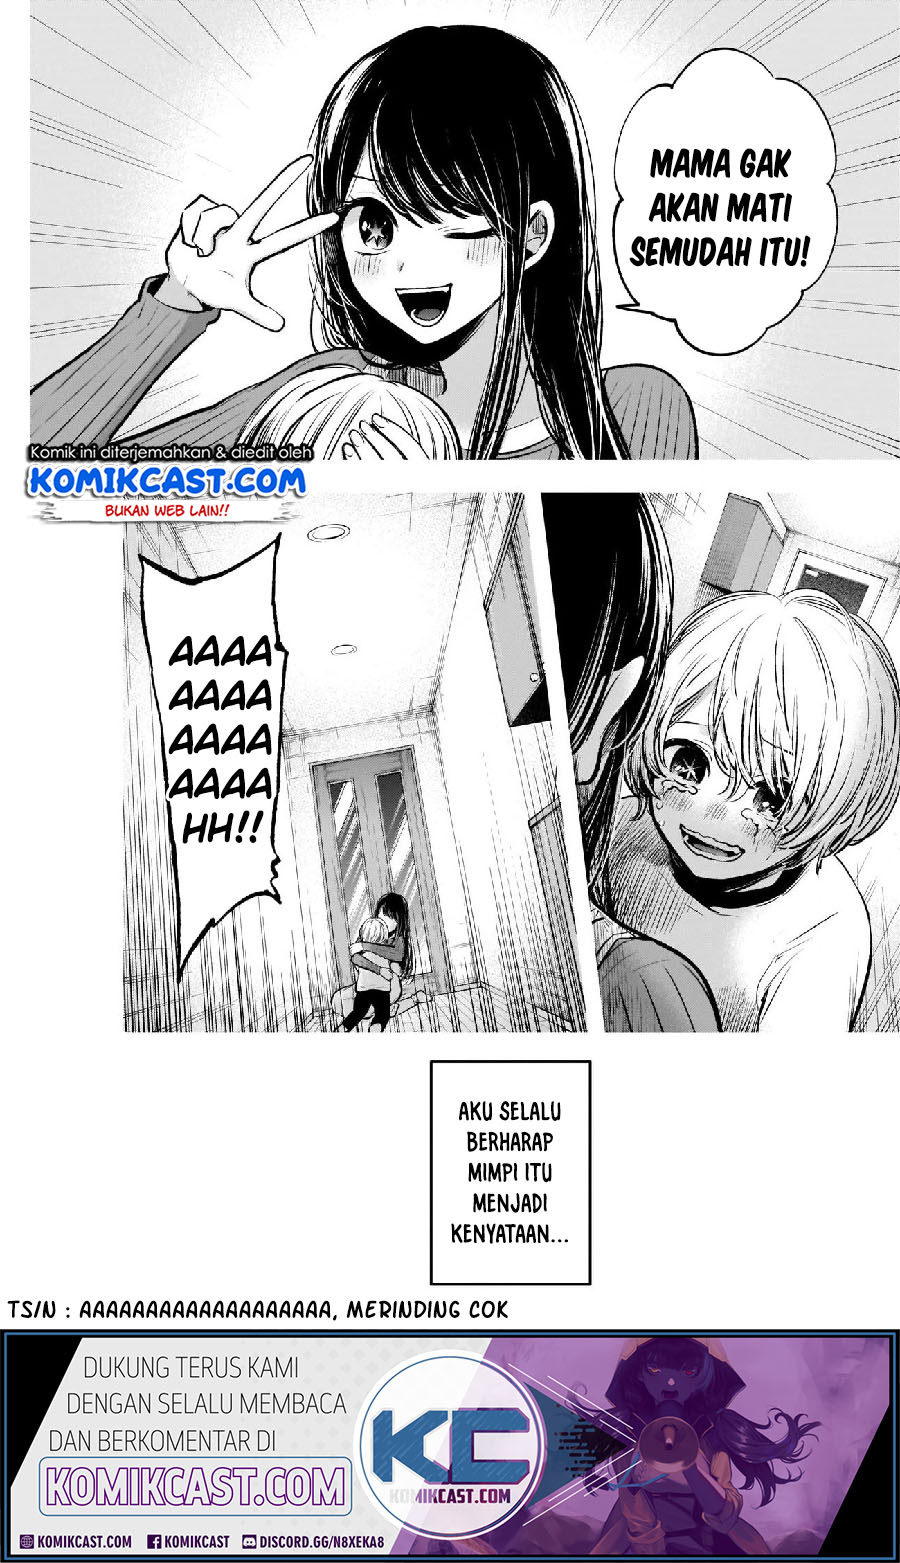 MAMA GAK
AKAN MATI
SEMUDAH ITU!
Komik ini diterjemahkan & diedit oleh
KOMIKCAST.COM
BUKAN WEB LAIN!!
AAAA
AAAA
AAAA
AAAA
HH!!
AKU SELALU
BERHARAP
MIMPI ITU
MENJADI
KENYATAAN...
TS/N : AAAAAAAAAAAAAAAAAAA, MERINDING COK
DUKUNG TERUS KAMI
DENGAN SELALU MEMBACA
DAN BERKOMENTAR DI
KOMIKCAST.COM
KC
KOMIKCAST.COM
KOMIKCAST.COM
KOMIKCAST
DISCORD.GG/N8XEKA8